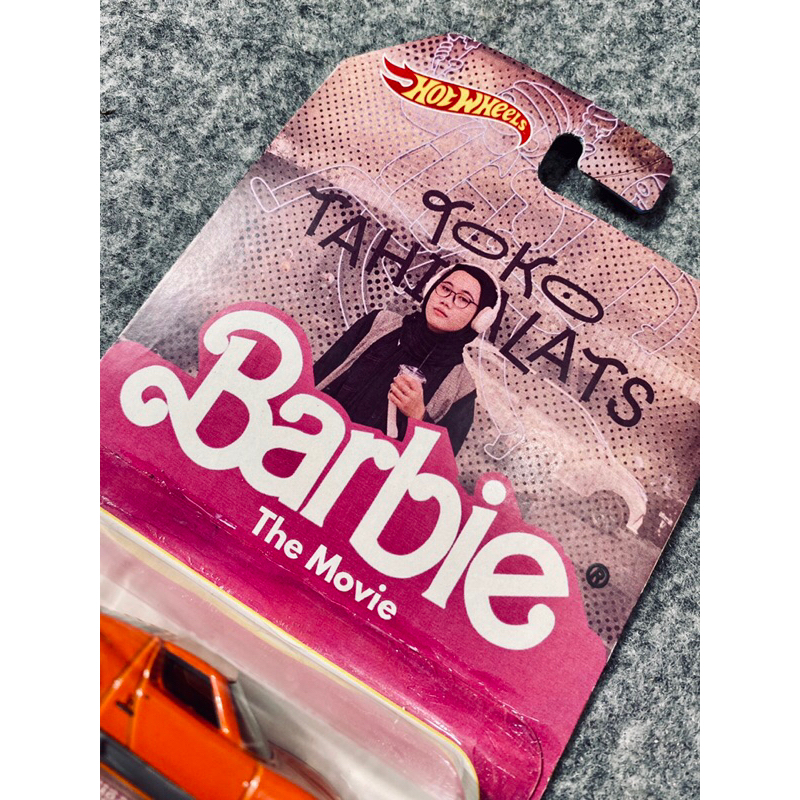 HOT WHEELS
TOKO
TAHILALATS
Barbie
®
The Movie